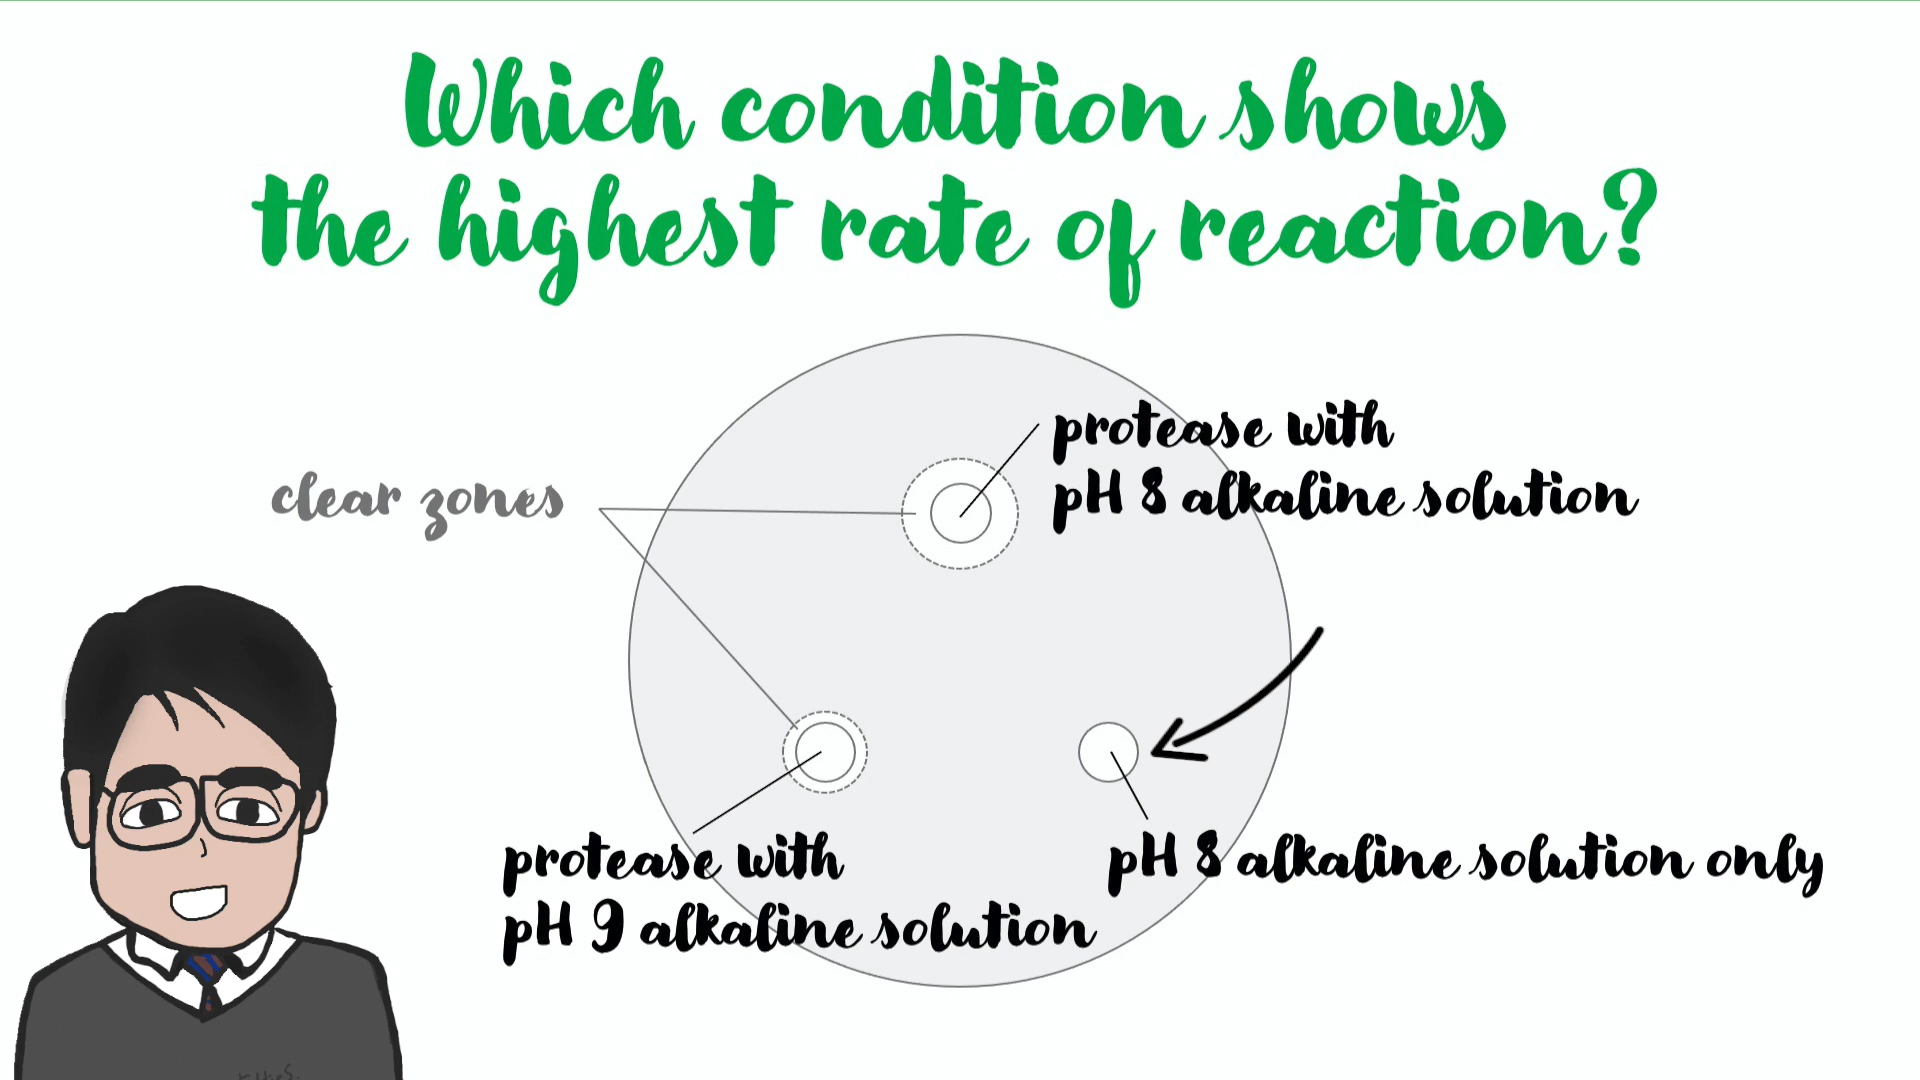 Which condition shows
the highest rate of reaction?
protease with
pH 8 alkaline solution
clear zones
protease with
pH 9 alkaline solution
pH 8 alkaline solution only